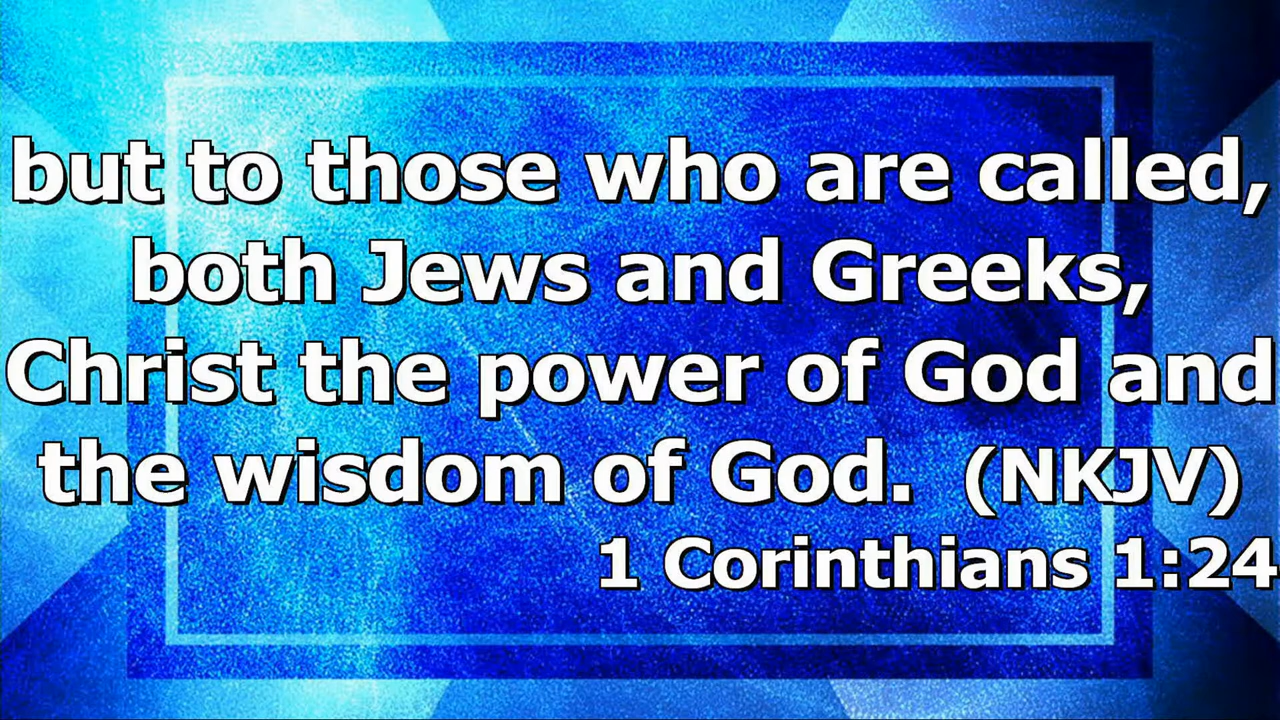 but to those who are called,
both Jews and Greeks,
Christ the power of God and
the wisdom of God. (NKJV)
1 Corinthians 1:24